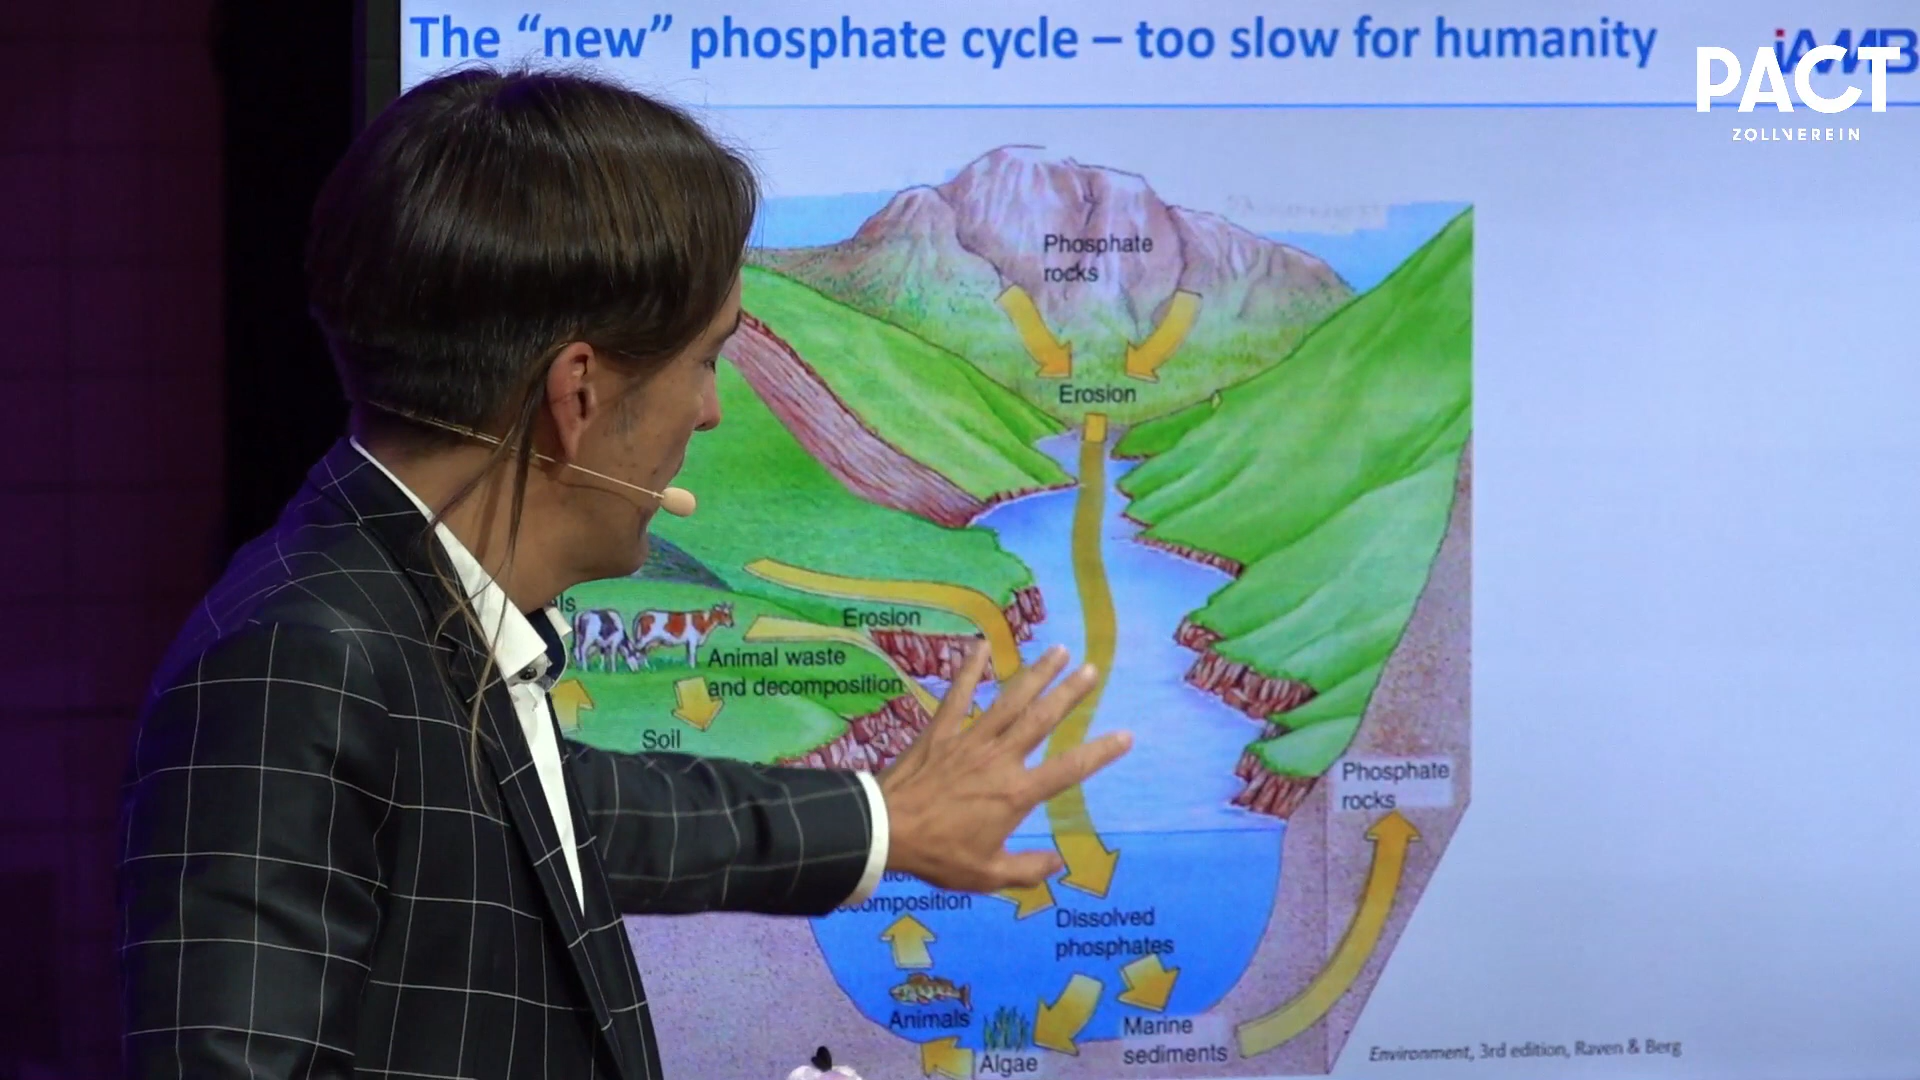 The “new” phosphate cycle – too slow for humanity
iAMB
PACT
ZOLLVEREIN
Phosphate
rocks
Erosion
Erosion
Animal waste
and decomposition
Soil
Phosphate
rocks
Dissolved
phosphates
Animals
Algae
Marine
sediments
Environment, 3rd edition, Raven & Berg